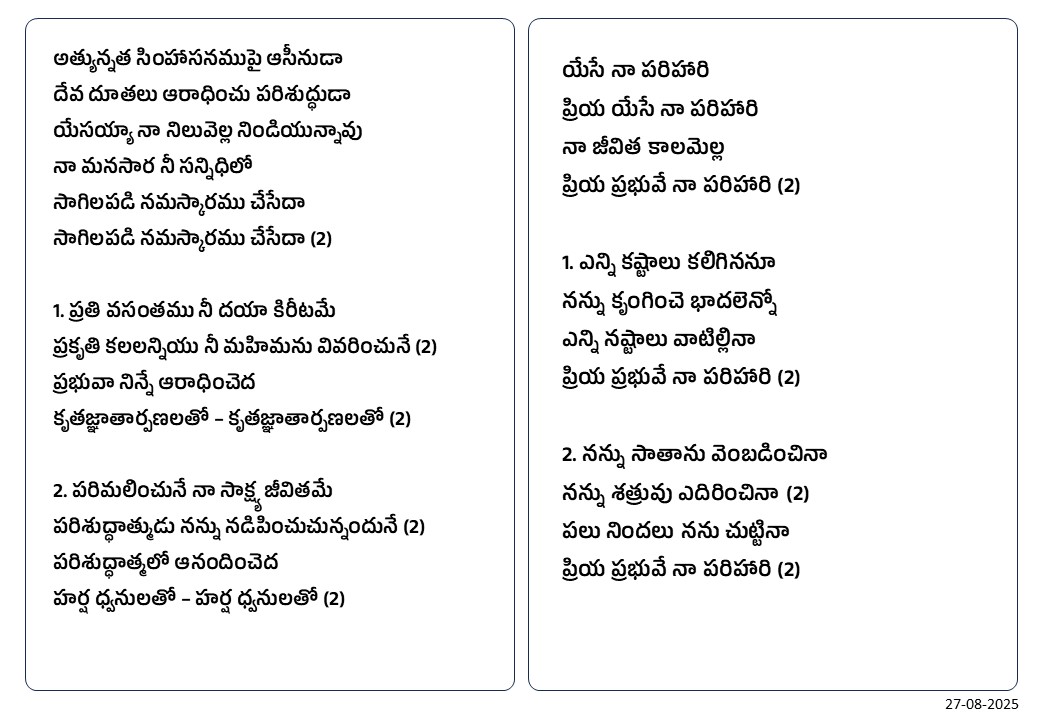 అత్యున్నత సింహాసనముపై ఆసీనుడా
దేవ దూతలు ఆరాధించు పరిశుద్ధుడా
యేసయ్యా నా నిలువెల్ల నిండియున్నావు
నా మనసార నీ సన్నిధిలో
సాగిలపడి నమస్కారము చేసేదా
సాగిలపడి నమస్కారము చేసేదా (2)
1. ప్రతి వసంతము నీ దయా కిరీటమే
ప్రకృతి కలలన్నియు నీ మహిమను వివరించునే (2)
ప్రభువా నిన్నే ఆరాధించెద
కృతజ్ఞాతార్పణలతో – కృతజ్ఞాతార్పణలతో (2)
2. పరిమలించునే నా సాక్ష్య జీవితమే
పరిశుద్ధాత్ముడు నన్ను నడిపించుచున్నందునే (2)
పరిశుద్ధాత్మలో ఆనందించెద
హర్ష ధ్వనులతో – హర్ష ధ్వనులతో (2)
యేసే నా పరిహారి
ప్రియ యేసే నా పరిహారి
నా జీవిత కాలమెల్ల
ప్రియ ప్రభువే నా పరిహారి (2)
1. ఎన్ని కష్టాలు కలిగిననూ
నన్ను కృంగించె భాదలెన్నో
ఎన్ని నష్టాలు వాటిల్లినా
ప్రియ ప్రభువే నా పరిహారి (2)
2. నన్ను సాతాను వెంబడించినా
నన్ను శత్రువు ఎదిరించినా (2)
పలు నిందలు నను చుట్టినా
ప్రియ ప్రభువే నా పరిహారి (2)
27-08-2025